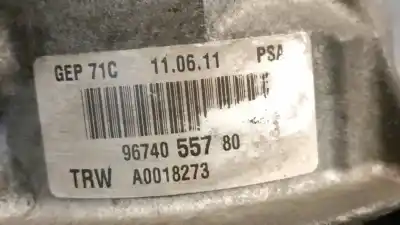 GEP 71C 11.06.11 PSA
96740 557 80
TRW A0018273